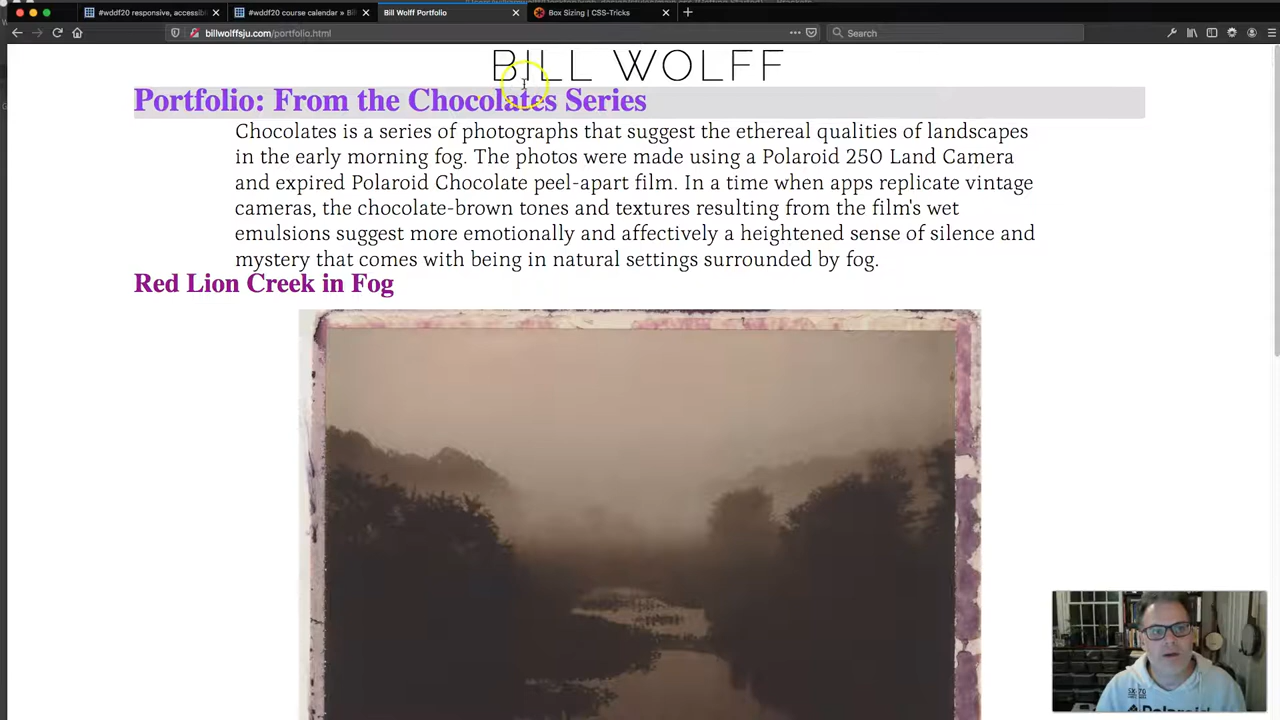 #wddf20 responsive, accessib
#wddf20 course calendar » Bill
Bill Wolff Portfolio
Box Sizing | CSS-Tricks
billwolffsju.com/portfolio.html
Search
BILL WOLFF
Portfolio: From the Chocolates Series
Chocolates is a series of photographs that suggest the ethereal qualities of landscapes
in the early morning fog. The photos were made using a Polaroid 250 Land Camera
and expired Polaroid Chocolate peel-apart film. In a time when apps replicate vintage
cameras, the chocolate-brown tones and textures resulting from the film's wet
emulsions suggest more emotionally and affectively a heightened sense of silence and
mystery that comes with being in natural settings surrounded by fog.
Red Lion Creek in Fog
SX-70
Polaroid